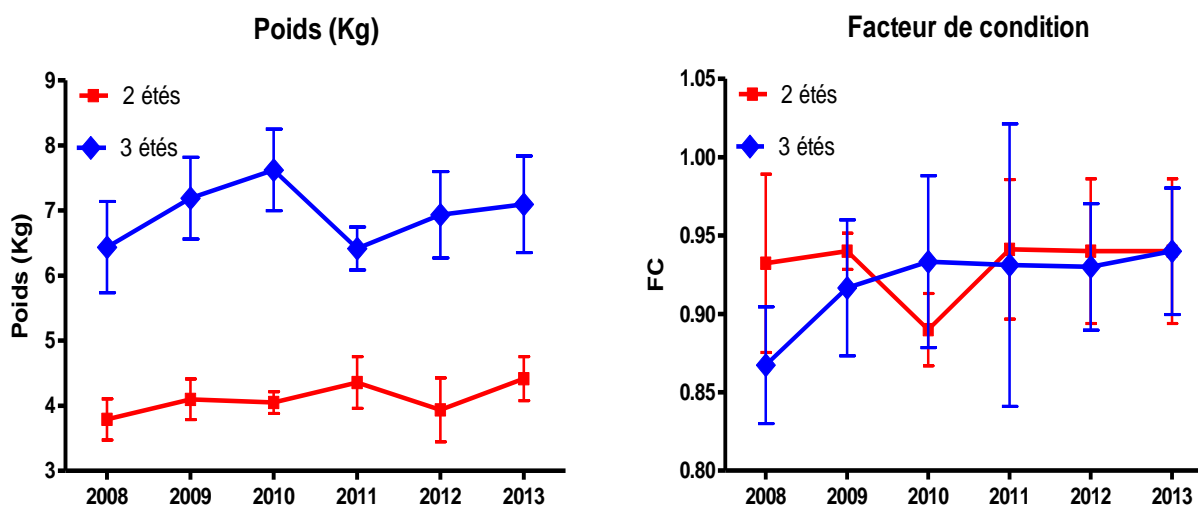 Poids (Kg)
9
8
7
6
5
4
3
Poids (Kg)
2 étés
3 étés
2008 2009 2010 2011 2012 2013
Facteur de condition
1.05
1.00
0.95
0.90
0.85
0.80
FC
2 étés
3 étés
2008 2009 2010 2011 2012 2013